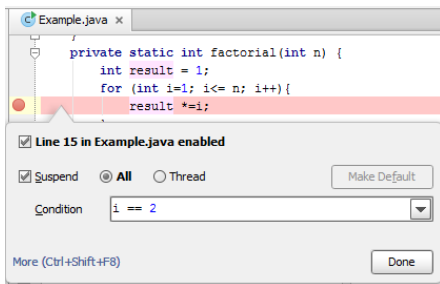 Example.java ×
}
private static int factorial(int n) {
int result = 1;
for (int i=1; i<= n; i++){
result *=i;
}
Line 15 in Example.java enabled
Suspend All Thread Make Default
Condition i == 2
More (Ctrl+Shift+F8) Done